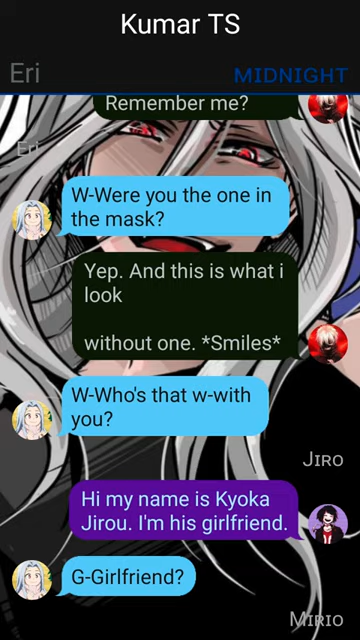 Kumar TS
Eri
MIDNIGHT
Remember me?
Eri
W-Were you the one in
the mask?
Yep. And this is what i
look
without one. *Smiles*
W-Who's that w-with
you?
JIRO
Hi my name is Kyoka
Jirou. I'm his girlfriend.
G-Girlfriend?
MIRIO